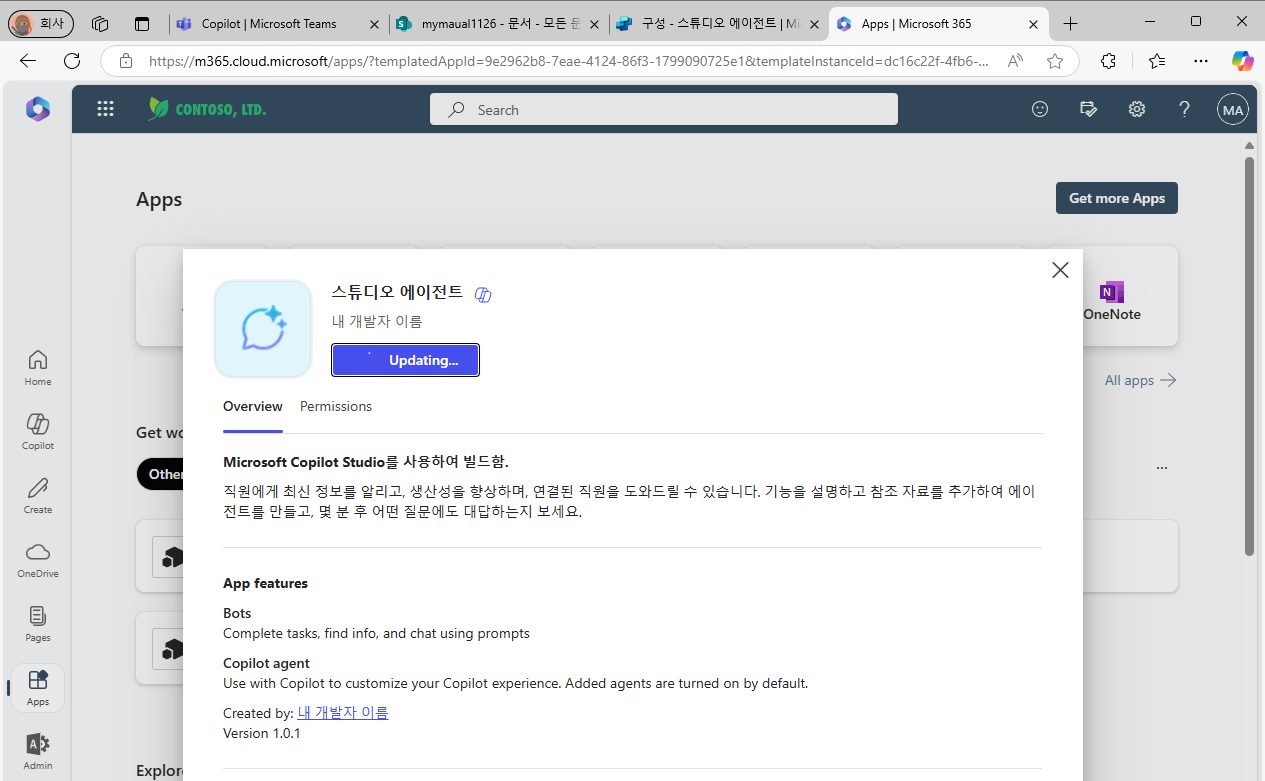 회사
Copilot | Microsoft Teams
mymaual1126 - 문서 - 모든 문
구성 - 스튜디오 에이전트 | Mi
Apps | Microsoft 365
https://m365.cloud.microsoft/apps/?templatedAppId=9e2962b8-7eae-4124-86f3-1799090725e1&templateInstanceId=dc16c22f-4fb6-...
CONTOSO, LTD.
Search
MA
Apps
Get more Apps
OneNote
All apps
Home
Copilot
Create
OneDrive
Pages
Apps
Admin
Get wo
Other
Explore
스튜디오 에이전트
내 개발자 이름
Updating...
Overview
Permissions
Microsoft Copilot Studio를 사용하여 빌드함.
직원에게 최신 정보를 알리고, 생산성을 향상하며, 연결된 직원을 도와드릴 수 있습니다. 기능을 설명하고 참조 자료를 추가하여 에이
전트를 만들고, 몇 분 후 어떤 질문에도 대답하는지 보세요.
App features
Bots
Complete tasks, find info, and chat using prompts
Copilot agent
Use with Copilot to customize your Copilot experience. Added agents are turned on by default.
Created by: 내 개발자 이름
Version 1.0.1